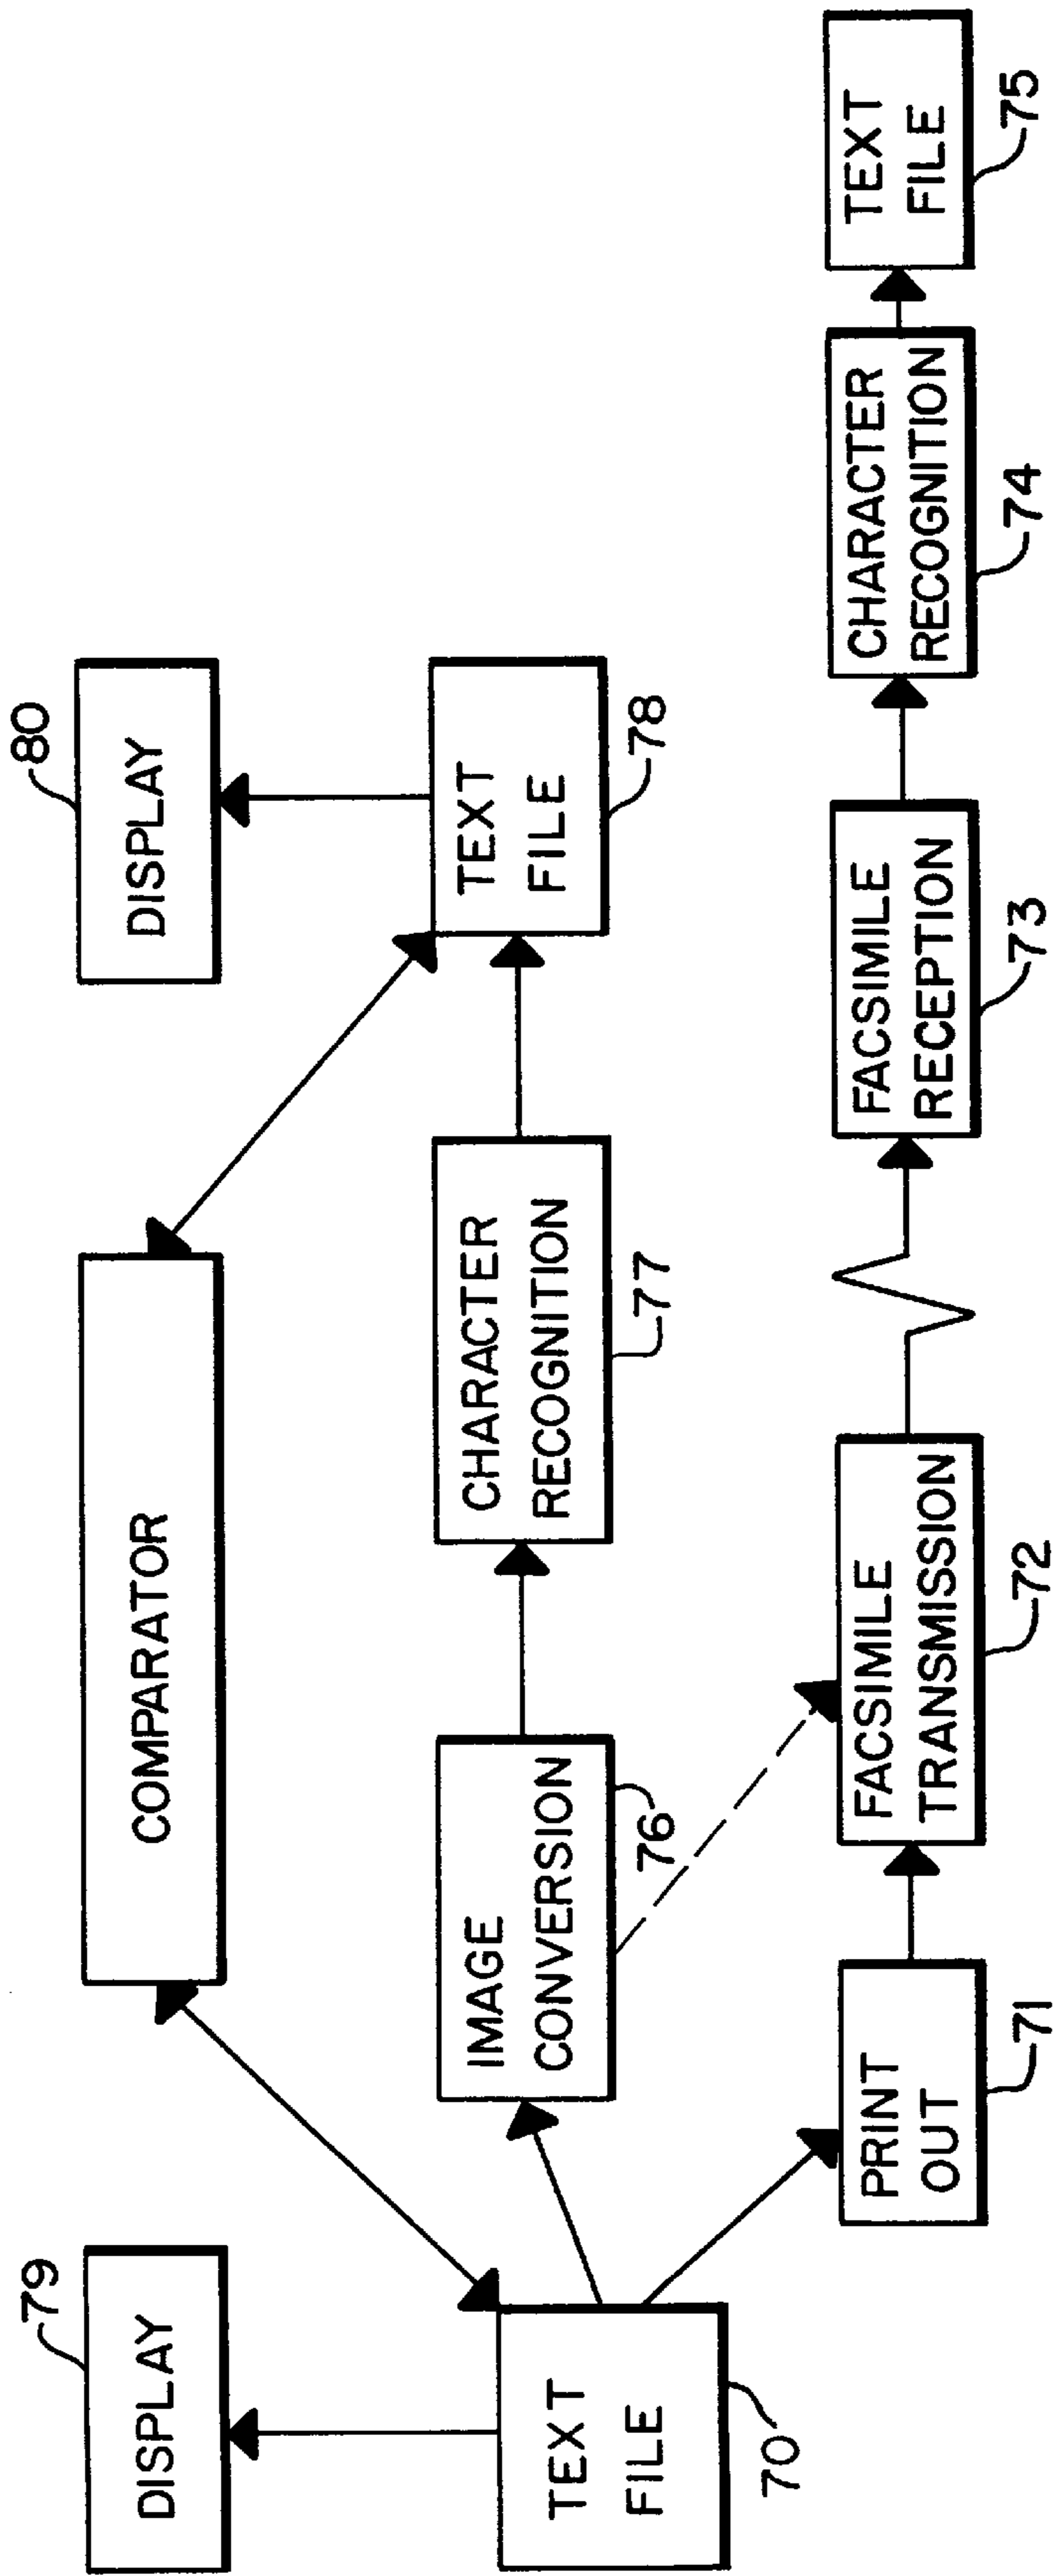 79
DISPLAY
COMPARATOR
80
DISPLAY
TEXT
FILE
70
IMAGE
CONVERSION
76
CHARACTER
RECOGNITION
77
TEXT
FILE
78
PRINT
OUT
71
FACSIMILE
TRANSMISSION
72
FACSIMILE
RECEPTION
73
CHARACTER
RECOGNITION
74
TEXT
FILE
75